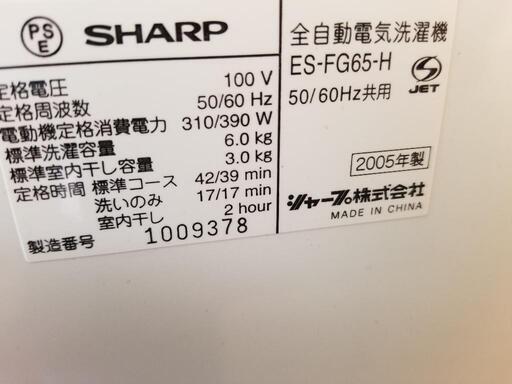 PS
E
SHARP
定格電圧 100 V
定格周波数 50/60 Hz
電動機定格消費電力 310/390 W
標準洗濯容量 6.0 kg
標準室内干し容量 3.0 kg
定格時間 標準コース 42/39 min
洗いのみ 17/17 min
室内干し 2 hour
製造番号 1009378
全自動電気洗濯機
ES-FG65-H
50/60Hz共用
S
JET
2005年製
シャープ株式会社
MADE IN CHINA